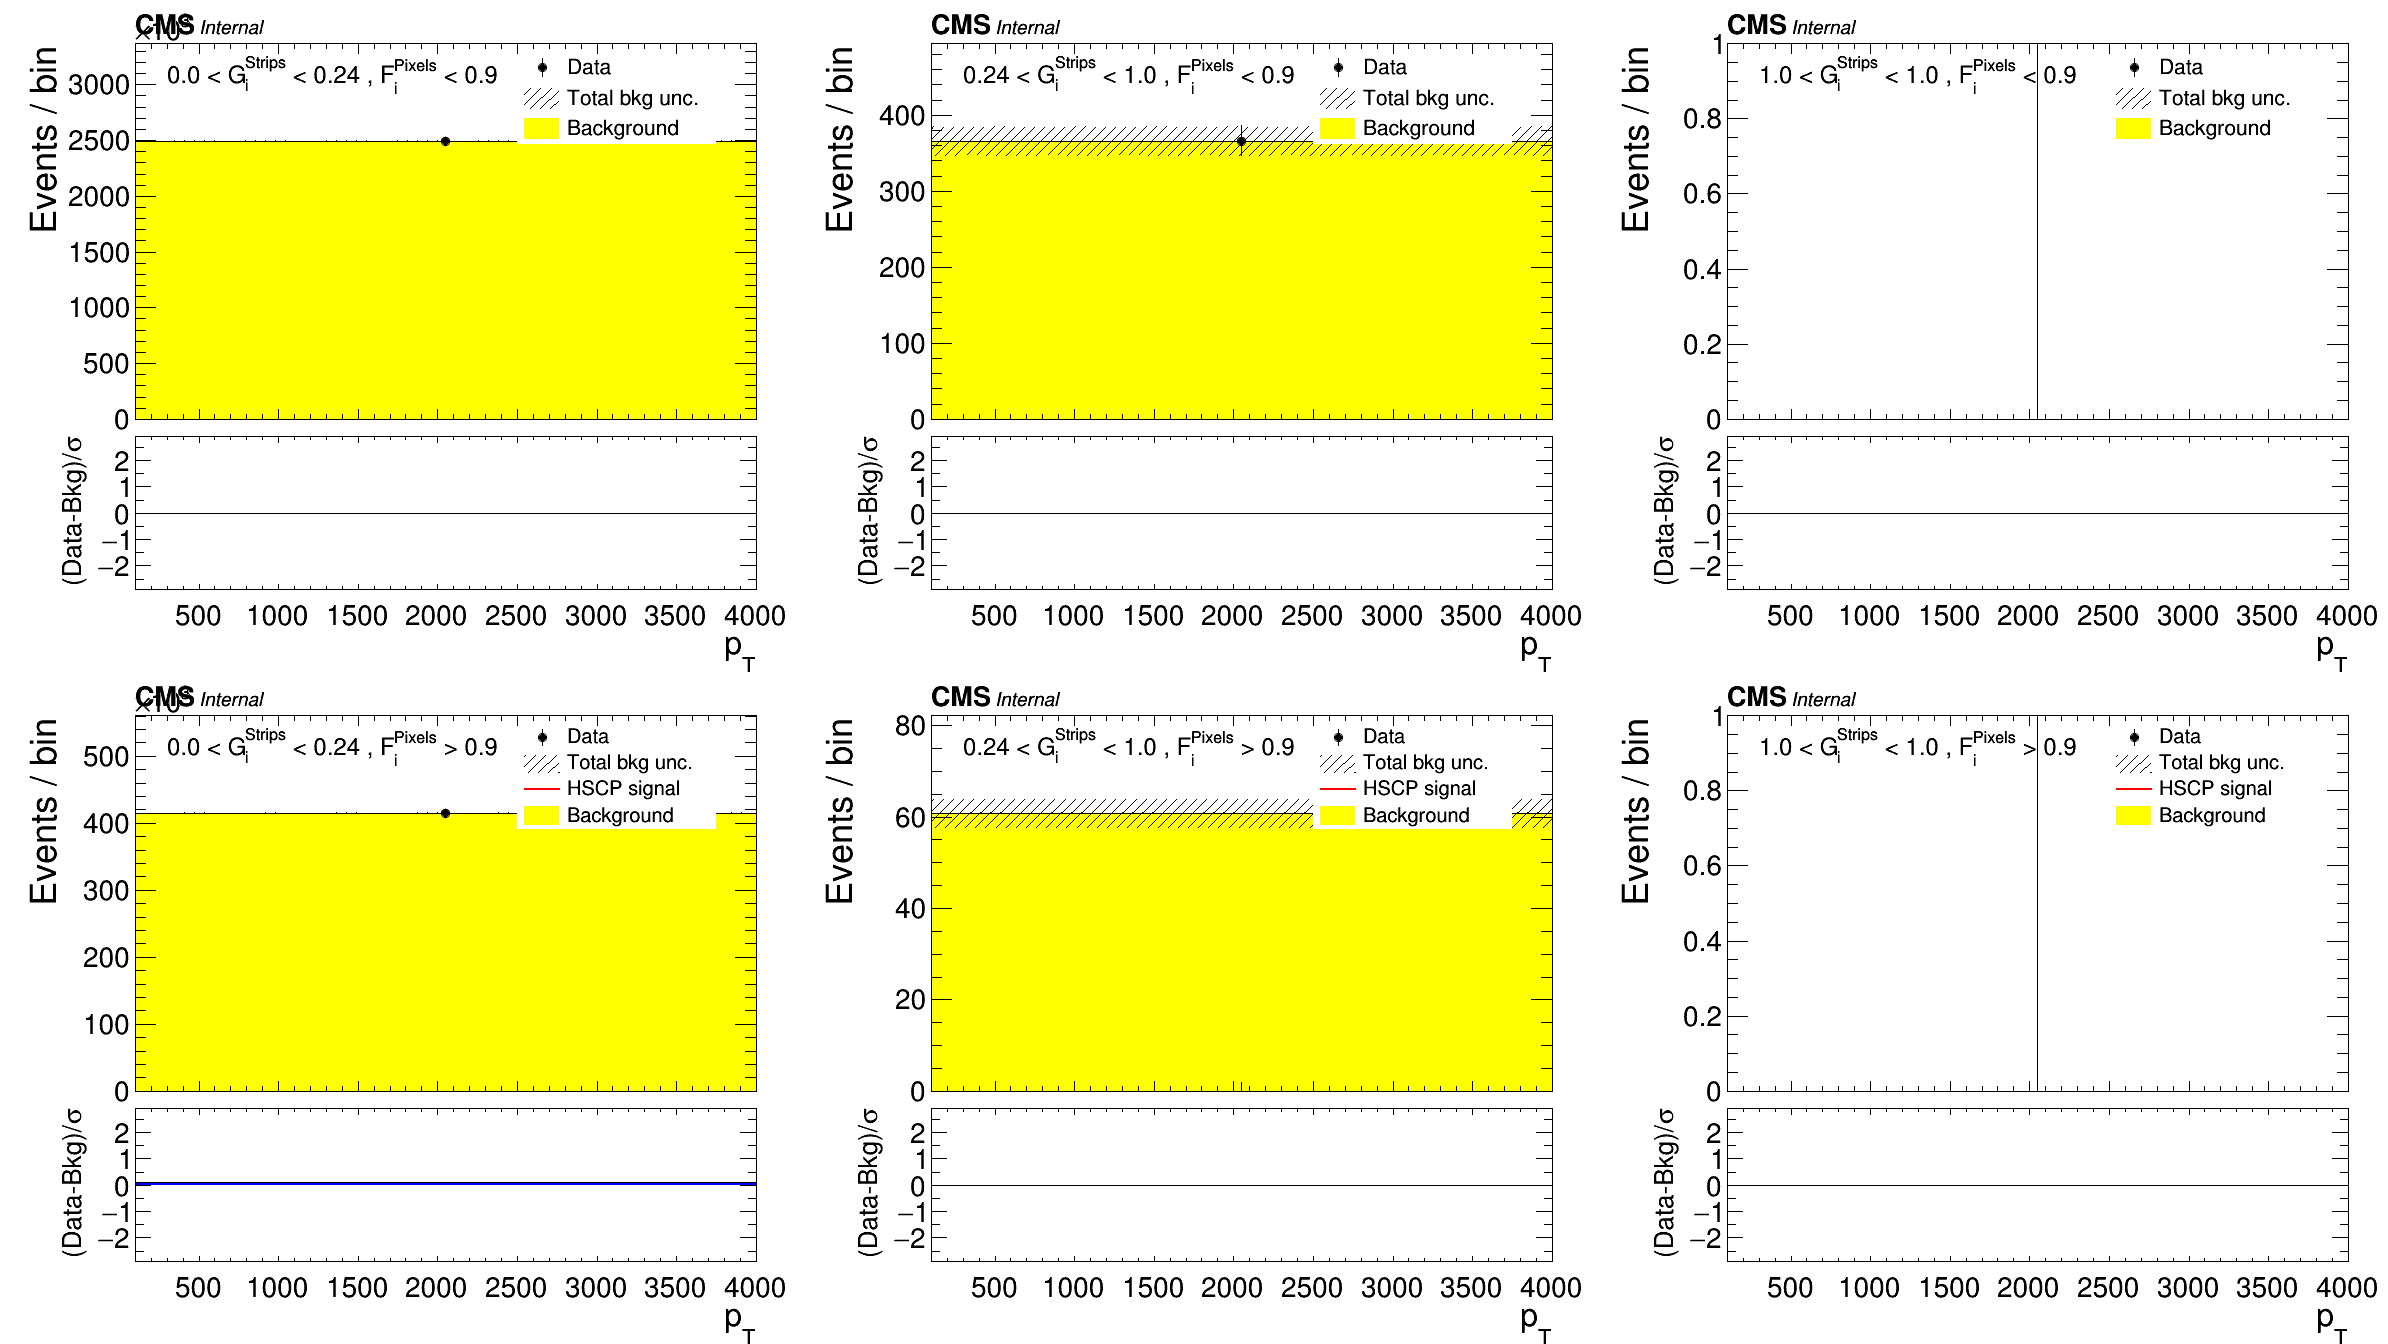 CMS Internal
×10³
Events / bin
0.0 < G_i^Strips < 0.24 , F_i^Pixels < 0.9
Data
Total bkg unc.
Background
3000
2500
2000
1500
1000
500
0
(Data-Bkg)/σ
2
1
0
−1
−2
500 1000 1500 2000 2500 3000 3500 4000
p_T
CMS Internal
Events / bin
0.24 < G_i^Strips < 1.0 , F_i^Pixels < 0.9
Data
Total bkg unc.
Background
400
300
200
100
0
(Data-Bkg)/σ
2
1
0
−1
−2
500 1000 1500 2000 2500 3000 3500 4000
p_T
CMS Internal
Events / bin
1.0 < G_i^Strips < 1.0 , F_i^Pixels < 0.9
Data
Total bkg unc.
Background
1
0.8
0.6
0.4
0.2
0
(Data-Bkg)/σ
2
1
0
−1
−2
500 1000 1500 2000 2500 3000 3500 4000
p_T
CMS Internal
×10³
Events / bin
0.0 < G_i^Strips < 0.24 , F_i^Pixels > 0.9
Data
Total bkg unc.
HSCP signal
Background
500
400
300
200
100
0
(Data-Bkg)/σ
2
1
0
−1
−2
500 1000 1500 2000 2500 3000 3500 4000
p_T
CMS Internal
Events / bin
0.24 < G_i^Strips < 1.0 , F_i^Pixels > 0.9
Data
Total bkg unc.
HSCP signal
Background
80
60
40
20
0
(Data-Bkg)/σ
2
1
0
−1
−2
500 1000 1500 2000 2500 3000 3500 4000
p_T
CMS Internal
Events / bin
1.0 < G_i^Strips < 1.0 , F_i^Pixels > 0.9
Data
Total bkg unc.
HSCP signal
Background
1
0.8
0.6
0.4
0.2
0
(Data-Bkg)/σ
2
1
0
−1
−2
500 1000 1500 2000 2500 3000 3500 4000
p_T